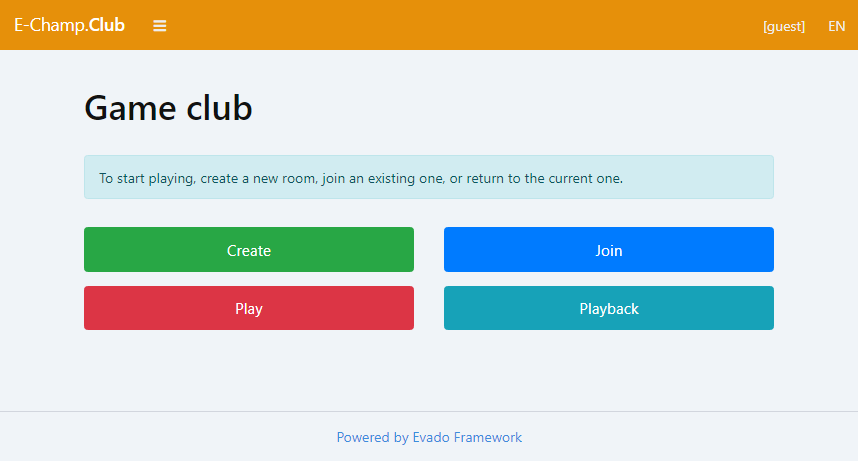 E-Champ.Club
[guest] EN
Game club
To start playing, create a new room, join an existing one, or return to the current one.
Create
Join
Play
Playback
Powered by Evado Framework